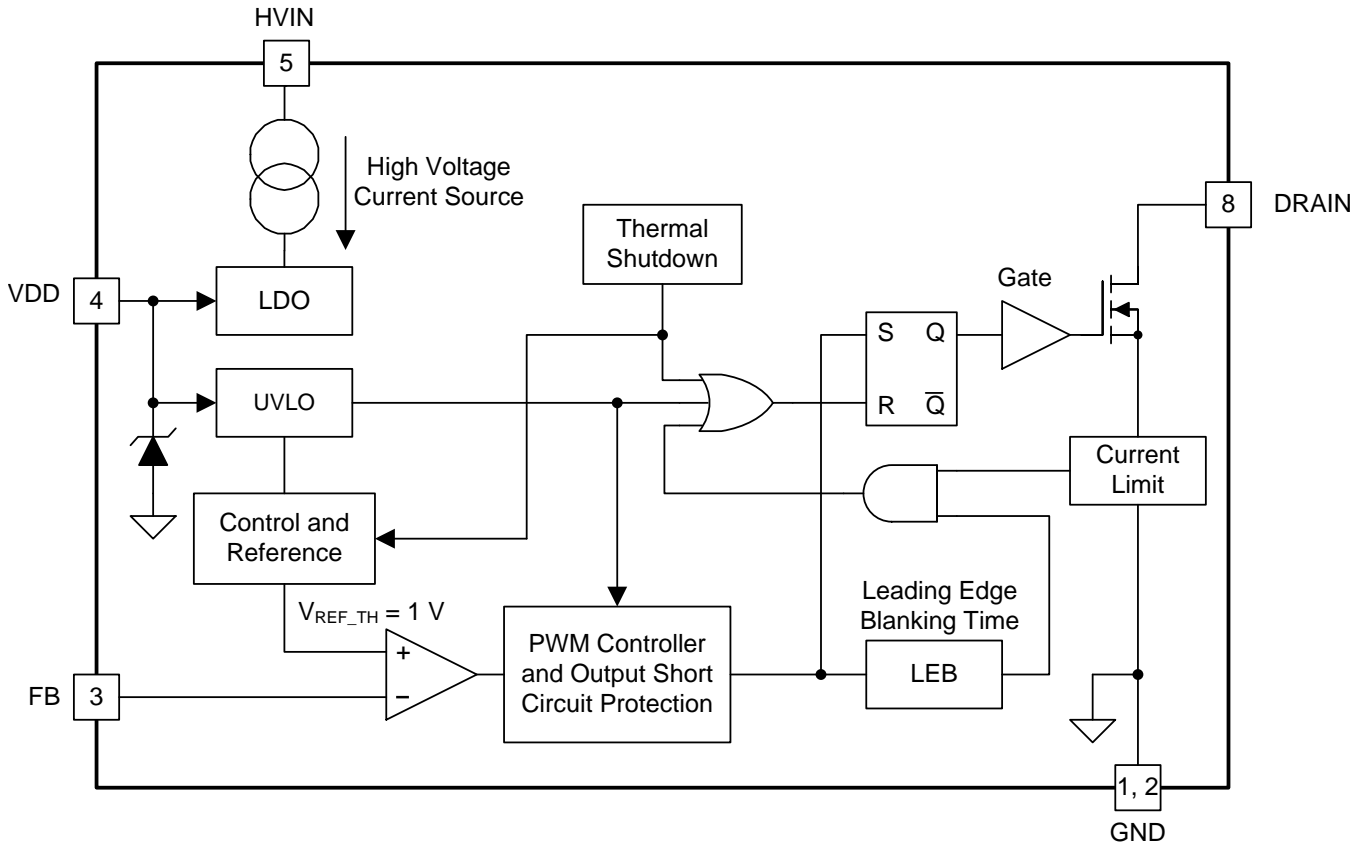 HVIN
5
High Voltage
Current Source
8
DRAIN
Thermal
Shutdown
VDD
4
LDO
Gate
S
Q
UVLO
R
Q̅
Current
Limit
Control and
Reference
Leading Edge
Blanking Time
VREF_TH = 1 V
+
PWM Controller
and Output Short
Circuit Protection
LEB
FB
3
−
1, 2
GND